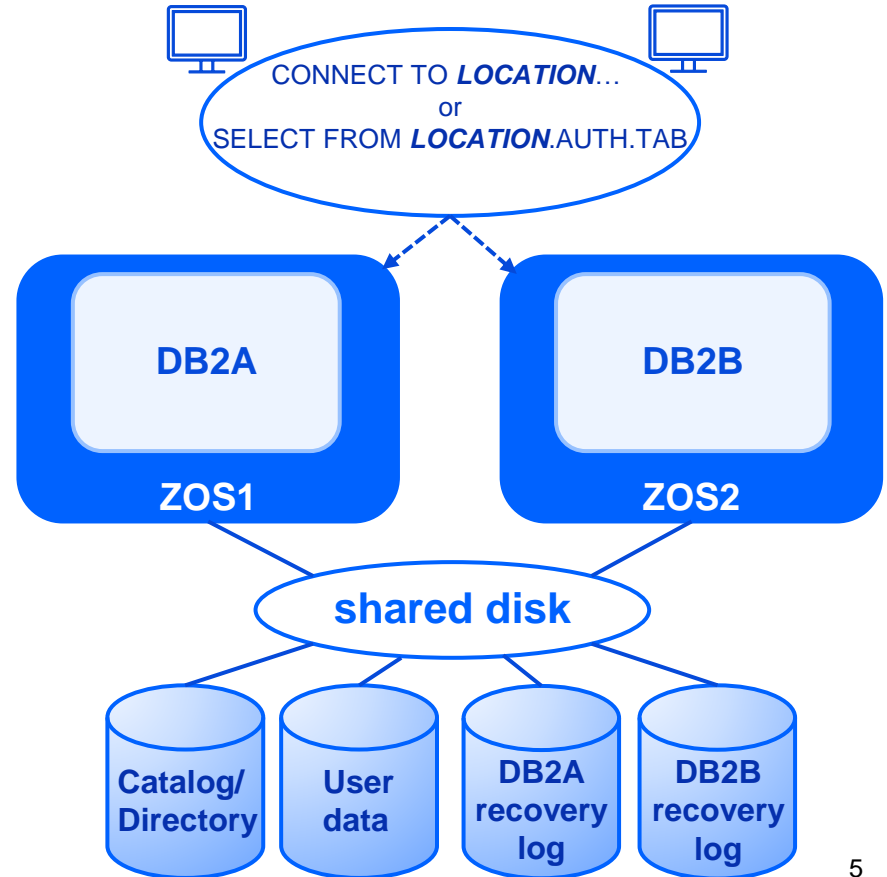 CONNECT TO LOCATION…
or
SELECT FROM LOCATION.AUTH.TAB
DB2A
DB2B
ZOS1
ZOS2
shared disk
Catalog/
Directory
User
data
DB2A
recovery
log
DB2B
recovery
log
5